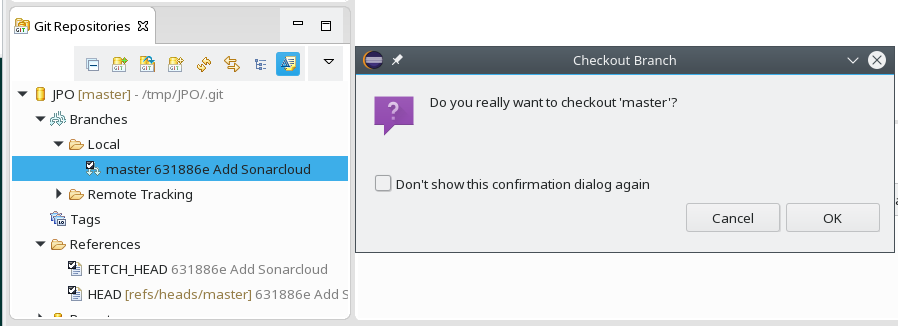 Git Repositories
JPO [master] - /tmp/JPO/.git
Branches
Local
master 631886e Add Sonarcloud
Remote Tracking
Tags
References
FETCH_HEAD 631886e Add Sonarcloud
HEAD [refs/heads/master] 631886e Add S
Checkout Branch
Do you really want to checkout 'master'?
Don't show this confirmation dialog again
Cancel
OK